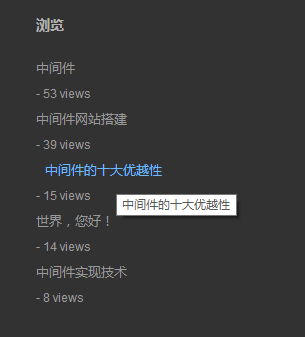 浏览
中间件
- 53 views
中间件网站搭建
- 39 views
中间件的十大优越性
- 15 views
中间件的十大优越性
世界，您好！
- 14 views
中间件实现技术
- 8 views